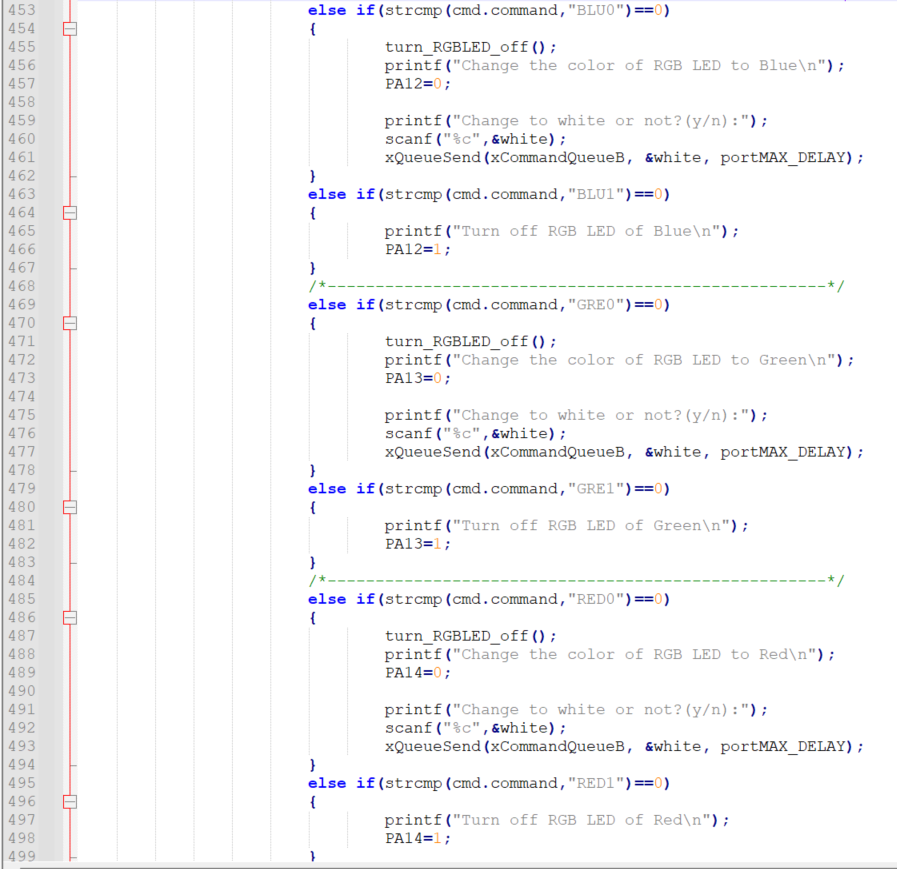 453 else if(strcmp(cmd.command,"BLU0")==0)
454 {
455 turn_RGBLED_off();
456 printf("Change the color of RGB LED to Blue\n");
457 PA12=0;
458
459 printf("Change to white or not?(y/n):");
460 scanf("%c",&white);
461 xQueueSend(xCommandQueueB, &white, portMAX_DELAY);
462 }
463 else if(strcmp(cmd.command,"BLU1")==0)
464 {
465 printf("Turn off RGB LED of Blue\n");
466 PA12=1;
467 }
468 /*----------------------------------------------------*/
469 else if(strcmp(cmd.command,"GRE0")==0)
470 {
471 turn_RGBLED_off();
472 printf("Change the color of RGB LED to Green\n");
473 PA13=0;
474
475 printf("Change to white or not?(y/n):");
476 scanf("%c",&white);
477 xQueueSend(xCommandQueueB, &white, portMAX_DELAY);
478 }
479 else if(strcmp(cmd.command,"GRE1")==0)
480 {
481 printf("Turn off RGB LED of Green\n");
482 PA13=1;
483 }
484 /*----------------------------------------------------*/
485 else if(strcmp(cmd.command,"RED0")==0)
486 {
487 turn_RGBLED_off();
488 printf("Change the color of RGB LED to Red\n");
489 PA14=0;
490
491 printf("Change to white or not?(y/n):");
492 scanf("%c",&white);
493 xQueueSend(xCommandQueueB, &white, portMAX_DELAY);
494 }
495 else if(strcmp(cmd.command,"RED1")==0)
496 {
497 printf("Turn off RGB LED of Red\n");
498 PA14=1;
499 }